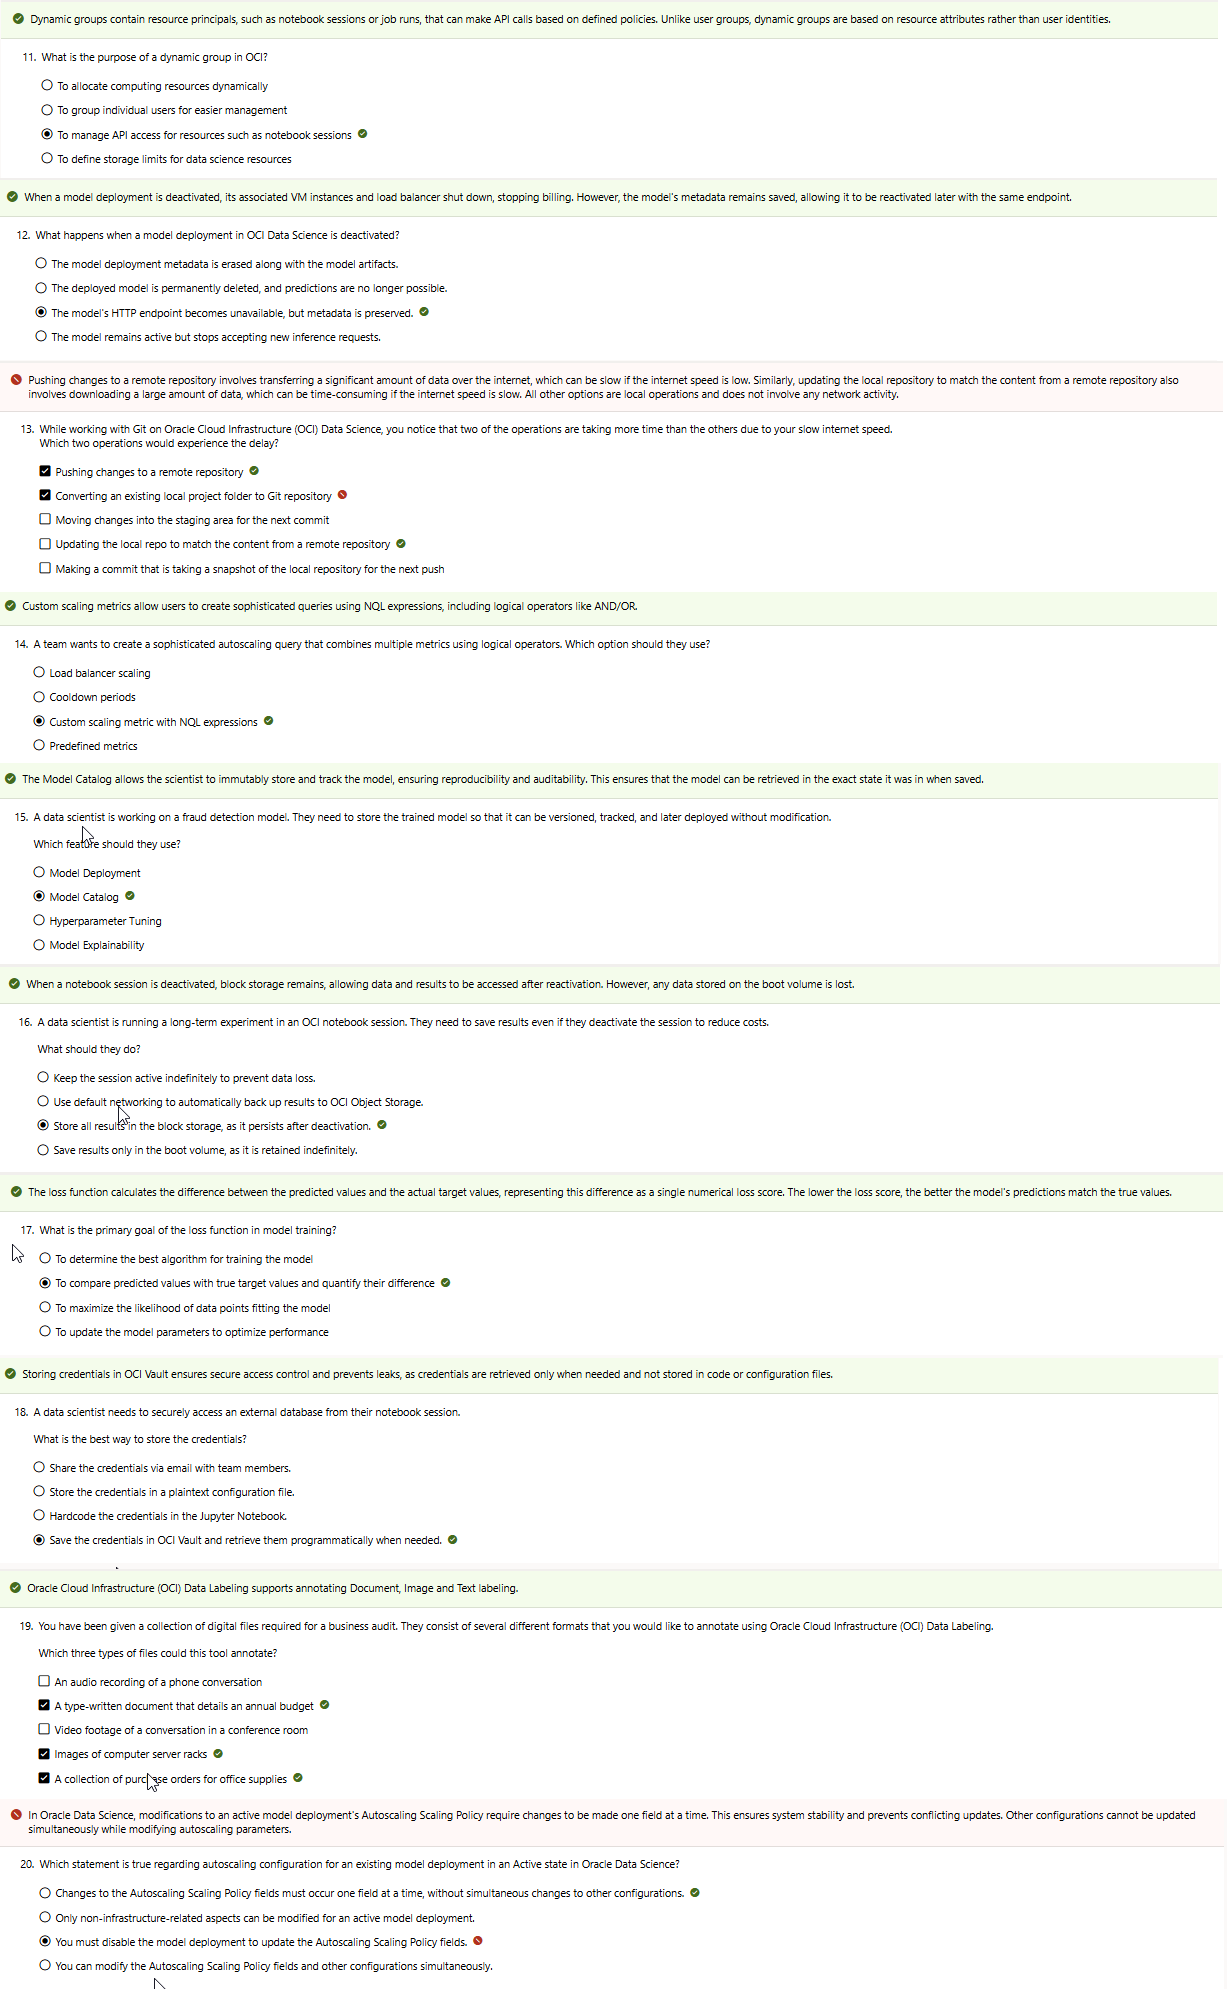 Dynamic groups contain resource principals, such as notebook sessions or job runs, that can make API calls based on defined policies. Unlike user groups, dynamic groups are based on resource attributes rather than user identities.
11. What is the purpose of a dynamic group in OCI?
To allocate computing resources dynamically
To group individual users for easier management
To manage API access for resources such as notebook sessions
To define storage limits for data science resources
When a model deployment is deactivated, its associated VM instances and load balancer shut down, stopping billing. However, the model's metadata remains saved, allowing it to be reactivated later with the same endpoint.
12. What happens when a model deployment in OCI Data Science is deactivated?
The model deployment metadata is erased along with the model artifacts.
The deployed model is permanently deleted, and predictions are no longer possible.
The model's HTTP endpoint becomes unavailable, but metadata is preserved.
The model remains active but stops accepting new inference requests.
Pushing changes to a remote repository involves transferring a significant amount of data over the internet, which can be slow if the internet speed is low. Similarly, updating the local repository to match the content from a remote repository also
involves downloading a large amount of data, which can be time-consuming if the internet speed is slow. All other options are local operations and does not involve any network activity.
13. While working with Git on Oracle Cloud Infrastructure (OCI) Data Science, you notice that two of the operations are taking more time than the others due to your slow internet speed.
Which two operations would experience the delay?
Pushing changes to a remote repository
Converting an existing local project folder to Git repository
Moving changes into the staging area for the next commit
Updating the local repo to match the content from a remote repository
Making a commit that is taking a snapshot of the local repository for the next push
Custom scaling metrics allow users to create sophisticated queries using NQL expressions, including logical operators like AND/OR.
14. A team wants to create a sophisticated autoscaling query that combines multiple metrics using logical operators. Which option should they use?
Load balancer scaling
Cooldown periods
Custom scaling metric with NQL expressions
Predefined metrics
The Model Catalog allows the scientist to immutably store and track the model, ensuring reproducibility and auditability. This ensures that the model can be retrieved in the exact state it was in when saved.
15. A data scientist is working on a fraud detection model. They need to store the trained model so that it can be versioned, tracked, and later deployed without modification.
Which feature should they use?
Model Deployment
Model Catalog
Hyperparameter Tuning
Model Explainability
When a notebook session is deactivated, block storage remains, allowing data and results to be accessed after reactivation. However, any data stored on the boot volume is lost.
16. A data scientist is running a long-term experiment in an OCI notebook session. They need to save results even if they deactivate the session to reduce costs.
What should they do?
Keep the session active indefinitely to prevent data loss.
Use default networking to automatically back up results to OCI Object Storage.
Store all results in the block storage, as it persists after deactivation.
Save results only in the boot volume, as it is retained indefinitely.
The loss function calculates the difference between the predicted values and the actual target values, representing this difference as a single numerical loss score. The lower the loss score, the better the model's predictions match the true values.
17. What is the primary goal of the loss function in model training?
To determine the best algorithm for training the model
To compare predicted values with true target values and quantify their difference
To maximize the likelihood of data points fitting the model
To update the model parameters to optimize performance
Storing credentials in OCI Vault ensures secure access control and prevents leaks, as credentials are retrieved only when needed and not stored in code or configuration files.
18. A data scientist needs to securely access an external database from their notebook session.
What is the best way to store the credentials?
Share the credentials via email with team members.
Store the credentials in a plaintext configuration file.
Hardcode the credentials in the Jupyter Notebook.
Save the credentials in OCI Vault and retrieve them programmatically when needed.
Oracle Cloud Infrastructure (OCI) Data Labeling supports annotating Document, Image and Text labeling.
19. You have been given a collection of digital files required for a business audit. They consist of several different formats that you would like to annotate using Oracle Cloud Infrastructure (OCI) Data Labeling.
Which three types of files could this tool annotate?
An audio recording of a phone conversation
A type-written document that details an annual budget
Video footage of a conversation in a conference room
Images of computer server racks
A collection of purchase orders for office supplies
In Oracle Data Science, modifications to an active model deployment's Autoscaling Scaling Policy require changes to be made one field at a time. This ensures system stability and prevents conflicting updates. Other configurations cannot be updated
simultaneously while modifying autoscaling parameters.
20. Which statement is true regarding autoscaling configuration for an existing model deployment in an Active state in Oracle Data Science?
Changes to the Autoscaling Scaling Policy fields must occur one field at a time, without simultaneous changes to other configurations.
Only non-infrastructure-related aspects can be modified for an active model deployment.
You must disable the model deployment to update the Autoscaling Scaling Policy fields.
You can modify the Autoscaling Scaling Policy fields and other configurations simultaneously.